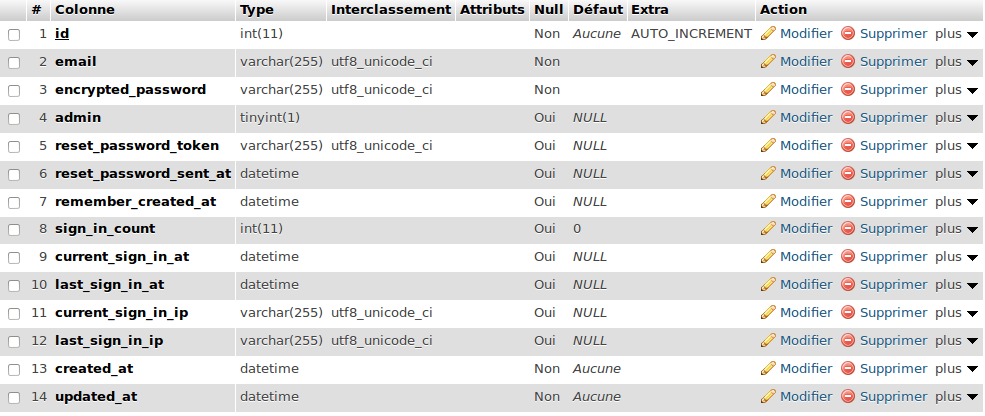 # Colonne Type Interclassement Attributs Null Défaut Extra Action
1 id int(11) Non Aucune AUTO_INCREMENT Modifier Supprimer plus
2 email varchar(255) utf8_unicode_ci Non Modifier Supprimer plus
3 encrypted_password varchar(255) utf8_unicode_ci Non Modifier Supprimer plus
4 admin tinyint(1) Oui NULL Modifier Supprimer plus
5 reset_password_token varchar(255) utf8_unicode_ci Oui NULL Modifier Supprimer plus
6 reset_password_sent_at datetime Oui NULL Modifier Supprimer plus
7 remember_created_at datetime Oui NULL Modifier Supprimer plus
8 sign_in_count int(11) Oui 0 Modifier Supprimer plus
9 current_sign_in_at datetime Oui NULL Modifier Supprimer plus
10 last_sign_in_at datetime Oui NULL Modifier Supprimer plus
11 current_sign_in_ip varchar(255) utf8_unicode_ci Oui NULL Modifier Supprimer plus
12 last_sign_in_ip varchar(255) utf8_unicode_ci Oui NULL Modifier Supprimer plus
13 created_at datetime Non Aucune Modifier Supprimer plus
14 updated_at datetime Non Aucune Modifier Supprimer plus